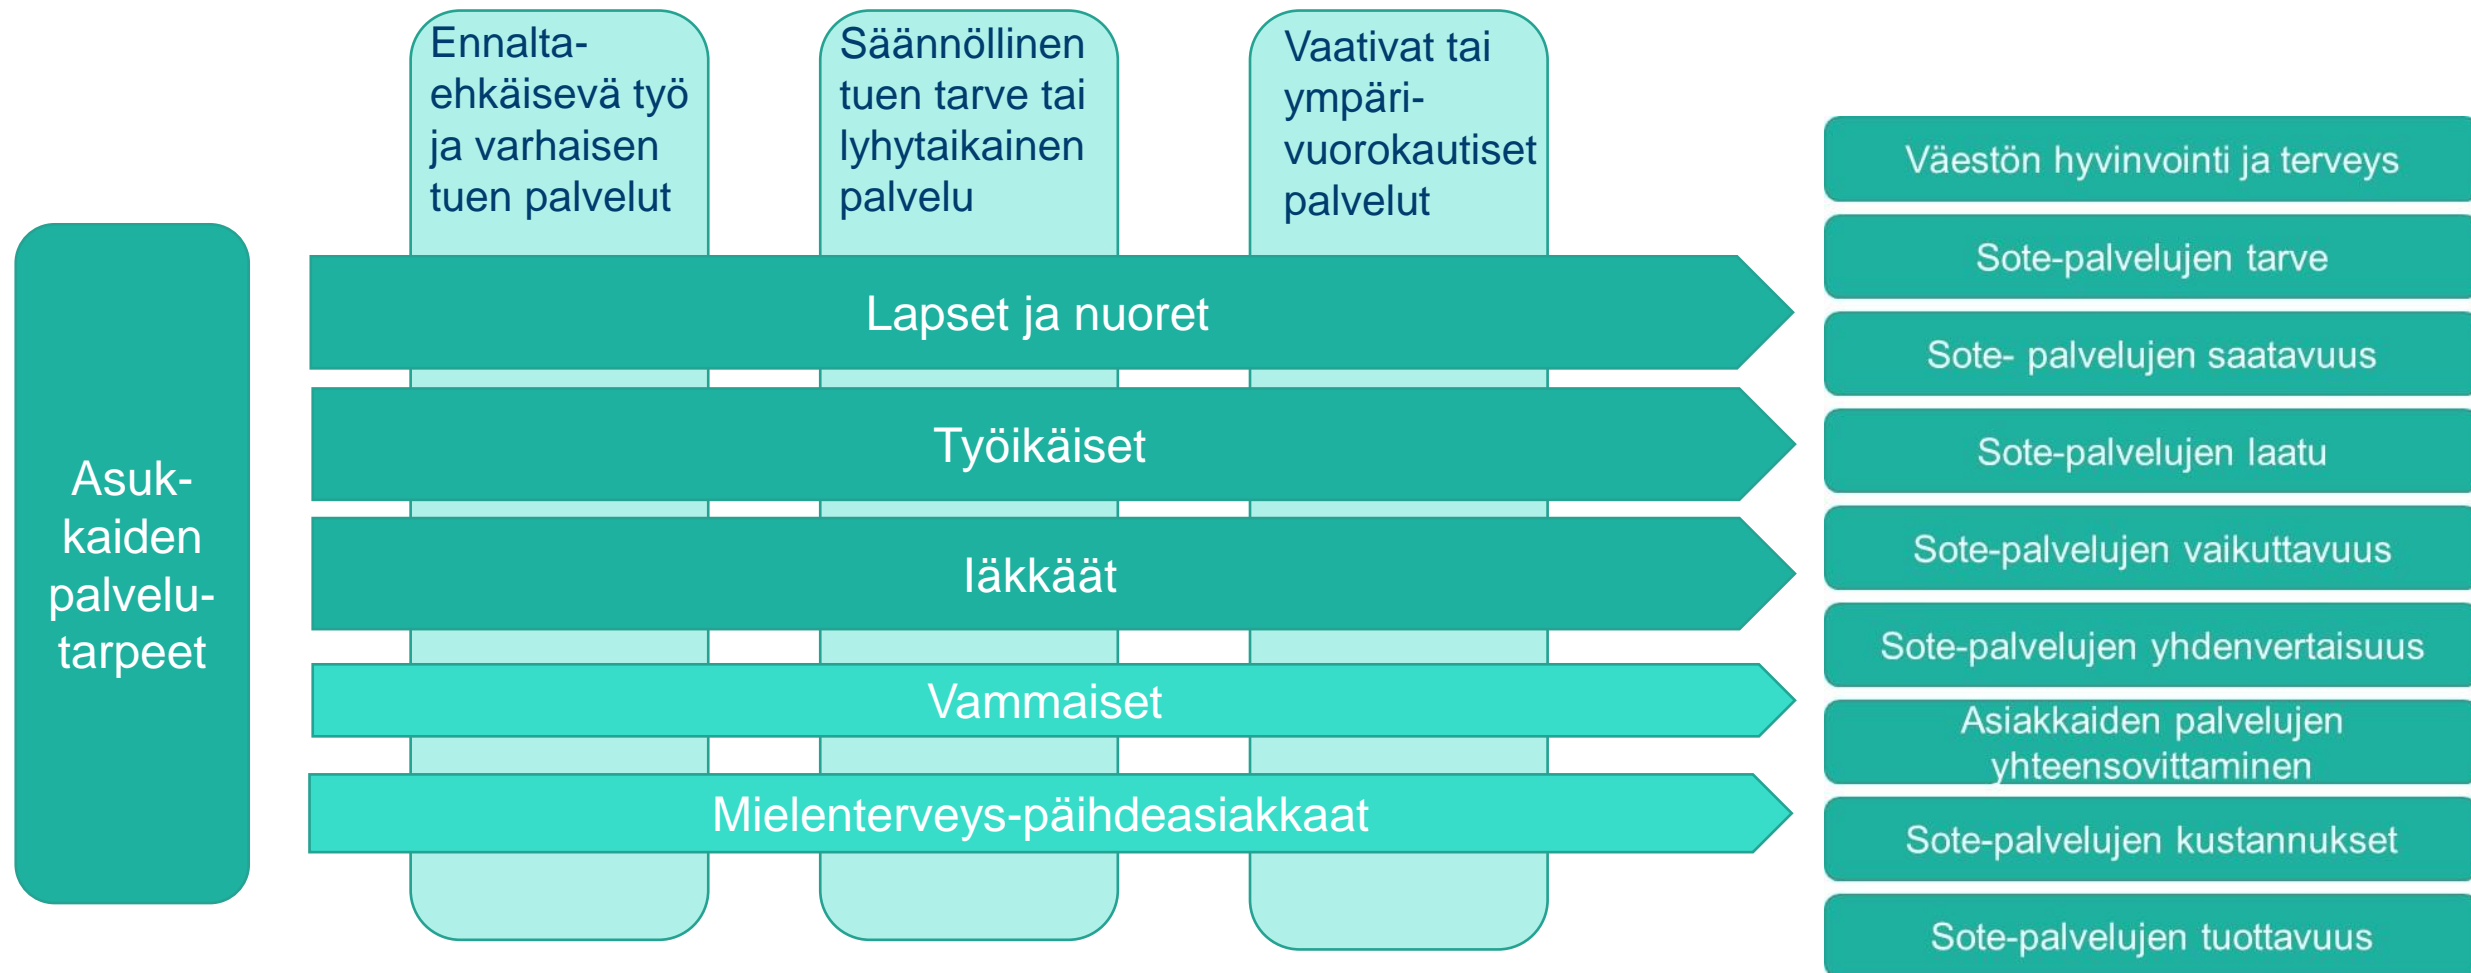 Asuk-
kaiden
palvelu-
tarpeet
Ennalta-
ehkäisevä työ
ja varhaisen
tuen palvelut
Säännöllinen
tuen tarve tai
lyhytaikainen
palvelu
Vaativat tai
ympäri-
vuorokautiset
palvelut
Lapset ja nuoret
Työikäiset
Iäkkäät
Vammaiset
Mielenterveys-päihdeasiakkaat
Väestön hyvinvointi ja terveys
Sote-palvelujen tarve
Sote- palvelujen saatavuus
Sote-palvelujen laatu
Sote-palvelujen vaikuttavuus
Sote-palvelujen yhdenvertaisuus
Asiakkaiden palvelujen
yhteensovittaminen
Sote-palvelujen kustannukset
Sote-palvelujen tuottavuus